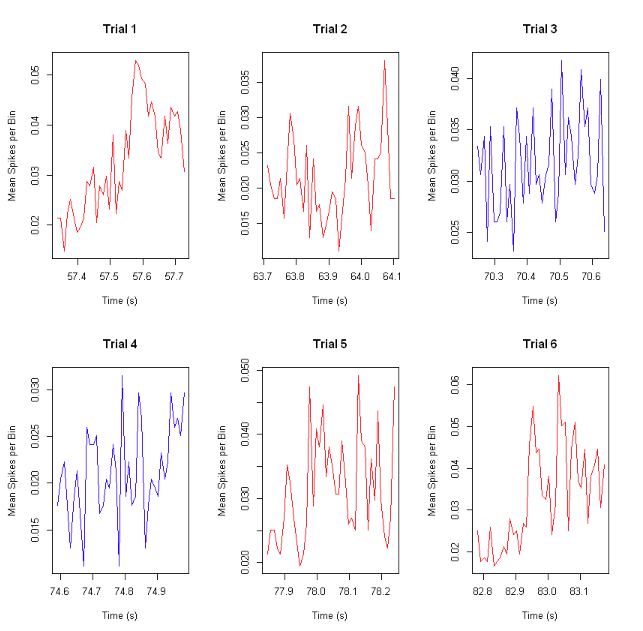 Trial 1
Mean Spikes per Bin
0.05
0.04
0.03
0.02
57.4 57.5 57.6 57.7
Time (s)
Trial 2
Mean Spikes per Bin
0.035
0.030
0.025
0.020
0.015
63.7 63.8 63.9 64.0 64.1
Time (s)
Trial 3
Mean Spikes per Bin
0.040
0.035
0.030
0.025
70.3 70.4 70.5 70.6
Time (s)
Trial 4
Mean Spikes per Bin
0.030
0.025
0.020
0.015
74.6 74.7 74.8 74.9
Time (s)
Trial 5
Mean Spikes per Bin
0.050
0.040
0.030
0.020
77.9 78.0 78.1 78.2
Time (s)
Trial 6
Mean Spikes per Bin
0.06
0.05
0.04
0.03
0.02
82.8 82.9 83.0 83.1
Time (s)